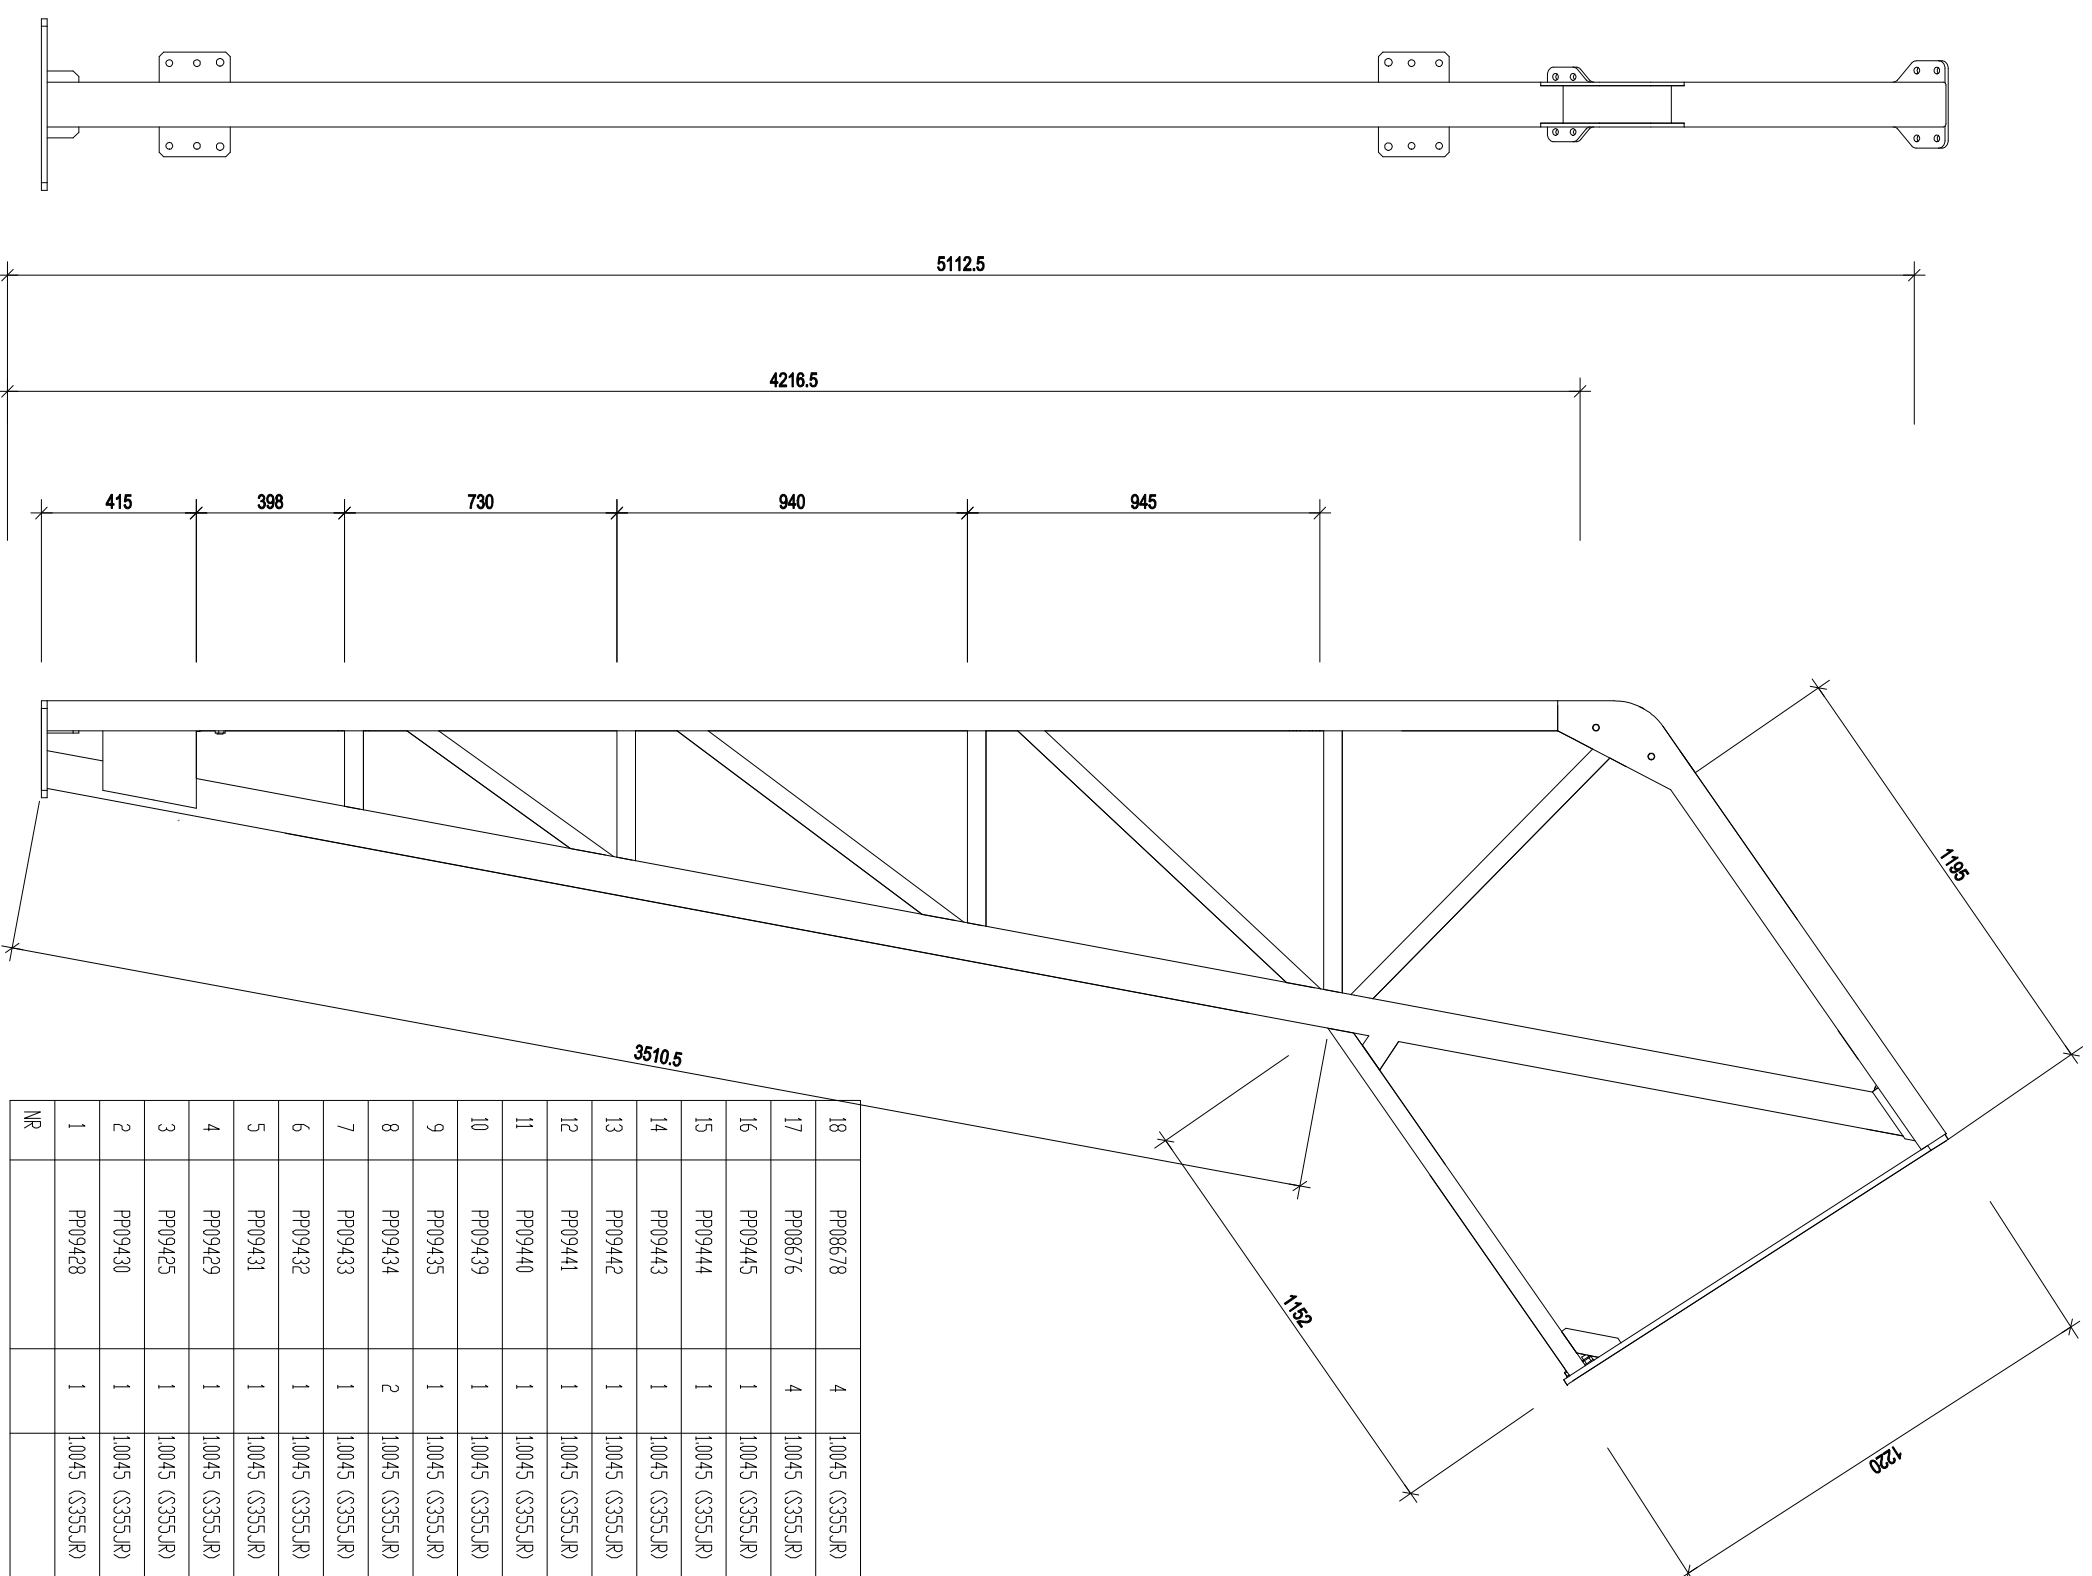 5112.5
4216.5
415 398 730 940 945
1195
3510.5
1152
1220
18 PP08678 4 1.0045 (S355JR)
17 PP08676 4 1.0045 (S355JR)
16 PP09445 1 1.0045 (S355JR)
15 PP09444 1 1.0045 (S355JR)
14 PP09443 1 1.0045 (S355JR)
13 PP09442 1 1.0045 (S355JR)
12 PP09441 1 1.0045 (S355JR)
11 PP09440 1 1.0045 (S355JR)
10 PP09439 1 1.0045 (S355JR)
9 PP09435 1 1.0045 (S355JR)
8 PP09434 2 1.0045 (S355JR)
7 PP09433 1 1.0045 (S355JR)
6 PP09432 1 1.0045 (S355JR)
5 PP09431 1 1.0045 (S355JR)
4 PP09429 1 1.0045 (S355JR)
3 PP09425 1 1.0045 (S355JR)
2 PP09430 1 1.0045 (S355JR)
1 PP09428 1 1.0045 (S355JR)
NR